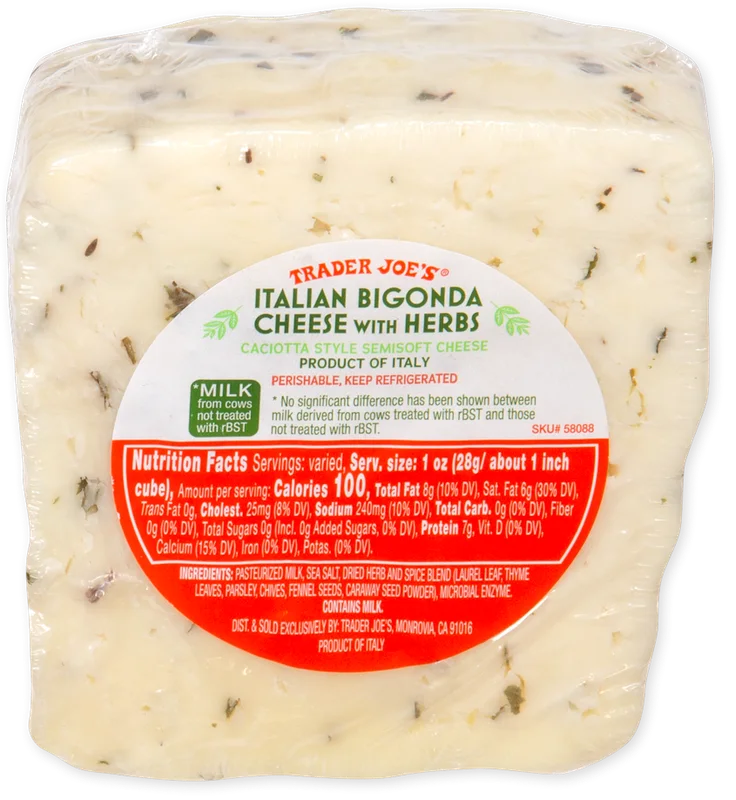 TRADER JOE'S®
ITALIAN BIGONDA
CHEESE WITH HERBS
CACIOTTA STYLE SEMISOFT CHEESE
PRODUCT OF ITALY
PERISHABLE, KEEP REFRIGERATED
*MILK
from cows
not treated
with rBST
* No significant difference has been shown between
milk derived from cows treated with rBST and those
not treated with rBST.
SKU# 58088
Nutrition Facts Servings: varied, Serv. size: 1 oz (28g/ about 1 inch
cube), Amount per serving: Calories 100, Total Fat 8g (10% DV), Sat. Fat 6g (30% DV),
Trans Fat 0g, Cholest. 25mg (8% DV), Sodium 240mg (10% DV), Total Carb. 0g (0% DV), Fiber
0g (0% DV), Total Sugars 0g (Incl. 0g Added Sugars, 0% DV), Protein 7g, Vit. D (0% DV),
Calcium (15% DV), Iron (0% DV), Potas. (0% DV).
INGREDIENTS: PASTEURIZED MILK, SEA SALT, DRIED HERB AND SPICE BLEND (LAUREL LEAF, THYME
LEAVES, PARSLEY, CHIVES, FENNEL SEEDS, CARAWAY SEED POWDER), MICROBIAL ENZYME.
CONTAINS MILK.
DIST. & SOLD EXCLUSIVELY BY: TRADER JOE'S, MONROVIA, CA 91016
PRODUCT OF ITALY